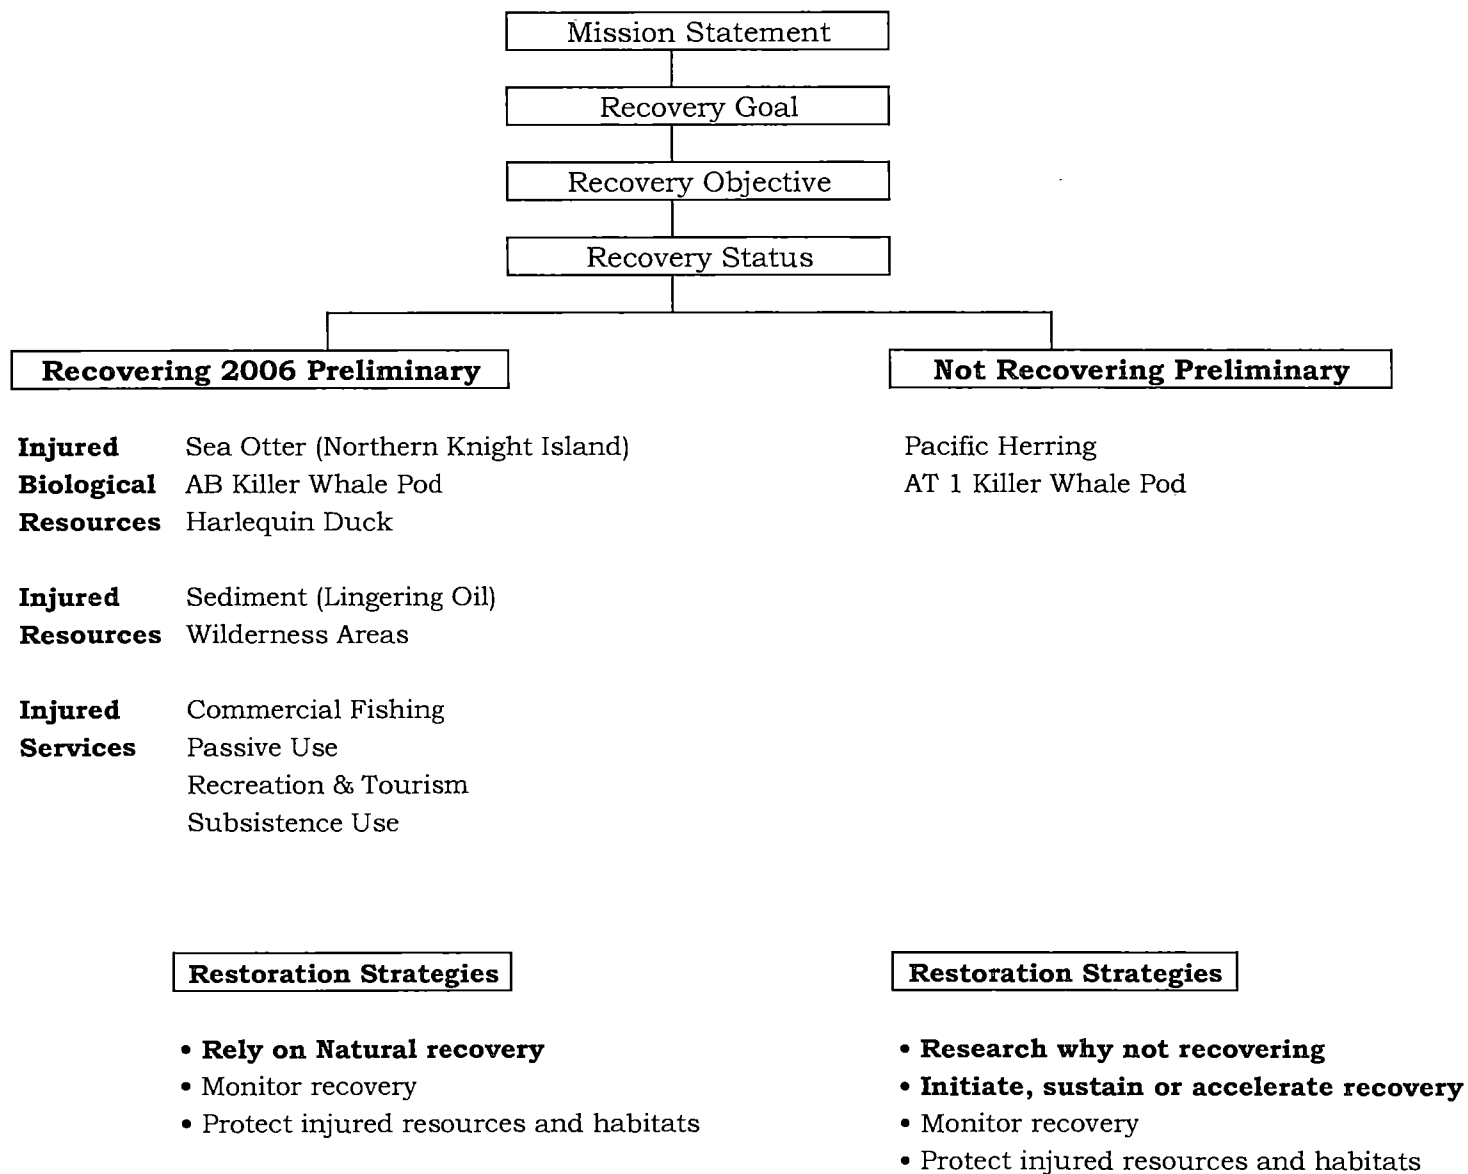 Mission Statement
Recovery Goal
Recovery Objective
Recovery Status
Recovering 2006 Preliminary
Injured Sea Otter (Northern Knight Island)
Biological AB Killer Whale Pod
Resources Harlequin Duck
Injured Sediment (Lingering Oil)
Resources Wilderness Areas
Injured Commercial Fishing
Services Passive Use
Recreation & Tourism
Subsistence Use
Restoration Strategies
• Rely on Natural recovery
• Monitor recovery
• Protect injured resources and habitats
Not Recovering Preliminary
Pacific Herring
AT 1 Killer Whale Pod
Restoration Strategies
• Research why not recovering
• Initiate, sustain or accelerate recovery
• Monitor recovery
• Protect injured resources and habitats